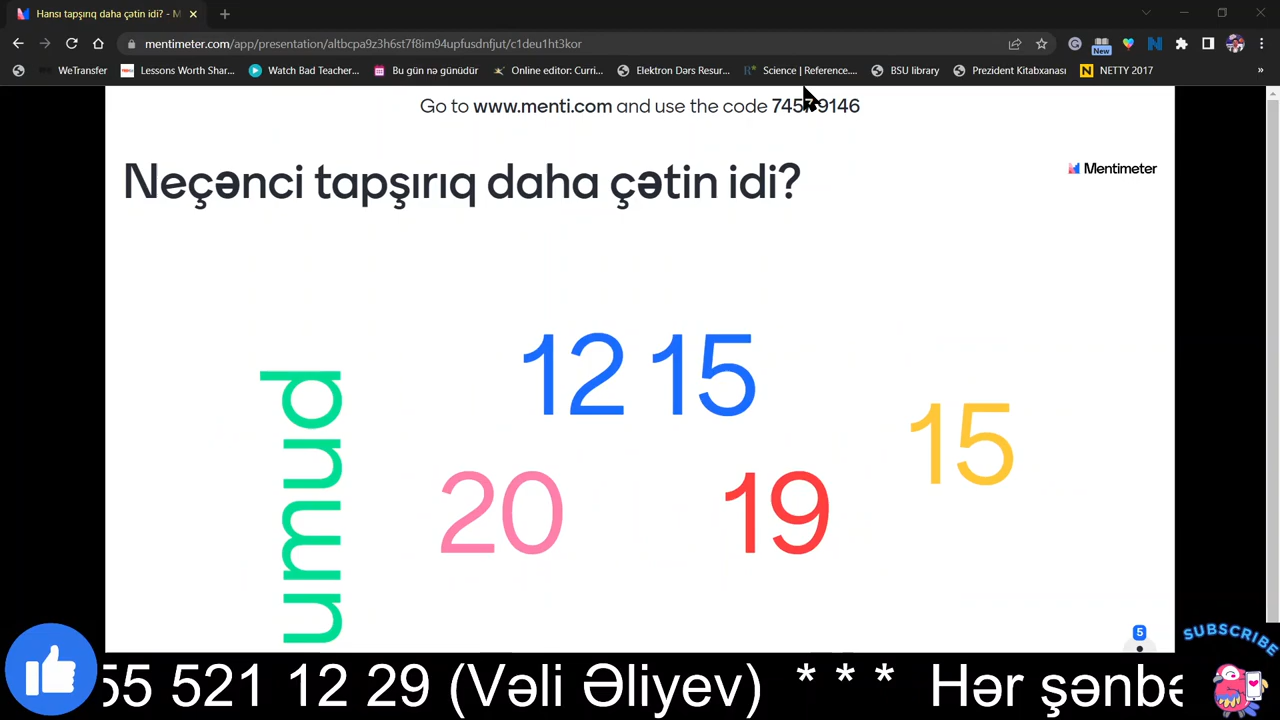 Hansı tapşırıq daha çətin idi? - M
mentimeter.com/app/presentation/altbcpa9z3h6st7f8im94upfusdnfjut/c1deu1ht3kor
New
WeTransfer
Lessons Worth Shar...
Watch Bad Teacher...
Bu gün nə günüdür
Online editor: Curri...
Elektron Dərs Resur...
Science | Reference....
BSU library
Prezident Kitabxanası
NETTY 2017
Go to www.menti.com and use the code
Neçənci tapşırıq daha çətin idi?
Mentimeter
12 15
15
umud
20
19
5
55 521 12 29 (Vəli Əliyev) * * * Hər şənbə
SUBSCRIBE